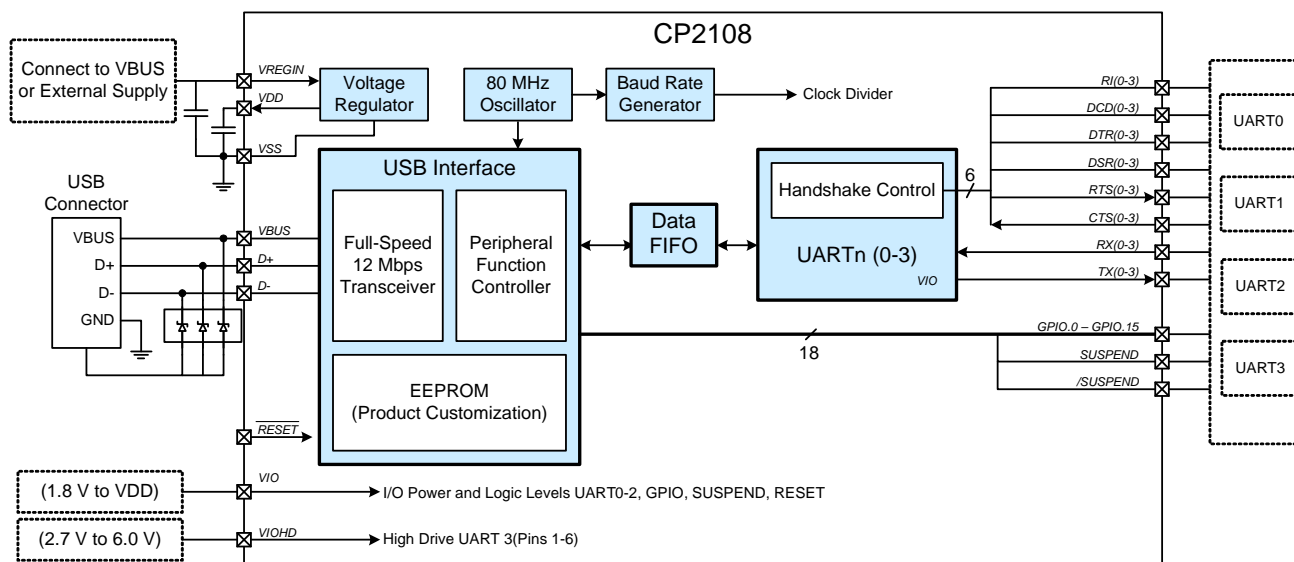 CP2108
Connect to VBUS
or External Supply
VREGIN
VDD
VSS
Voltage
Regulator
80 MHz
Oscillator
Baud Rate
Generator
Clock Divider
USB
Connector
VBUS
D+
D-
GND
VBUS
D+
D-
USB Interface
Full-Speed
12 Mbps
Transceiver
Peripheral
Function
Controller
EEPROM
(Product Customization)
RESET
Data
FIFO
Handshake Control
UARTn (0-3)
VIO
6
18
RI(0-3)
DCD(0-3)
DTR(0-3)
DSR(0-3)
RTS(0-3)
CTS(0-3)
RX(0-3)
TX(0-3)
GPIO.0 – GPIO.15
SUSPEND
/SUSPEND
UART0
UART1
UART2
UART3
(1.8 V to VDD)
VIO
I/O Power and Logic Levels UART0-2, GPIO, SUSPEND, RESET
(2.7 V to 6.0 V)
VIOHD
High Drive UART 3(Pins 1-6)